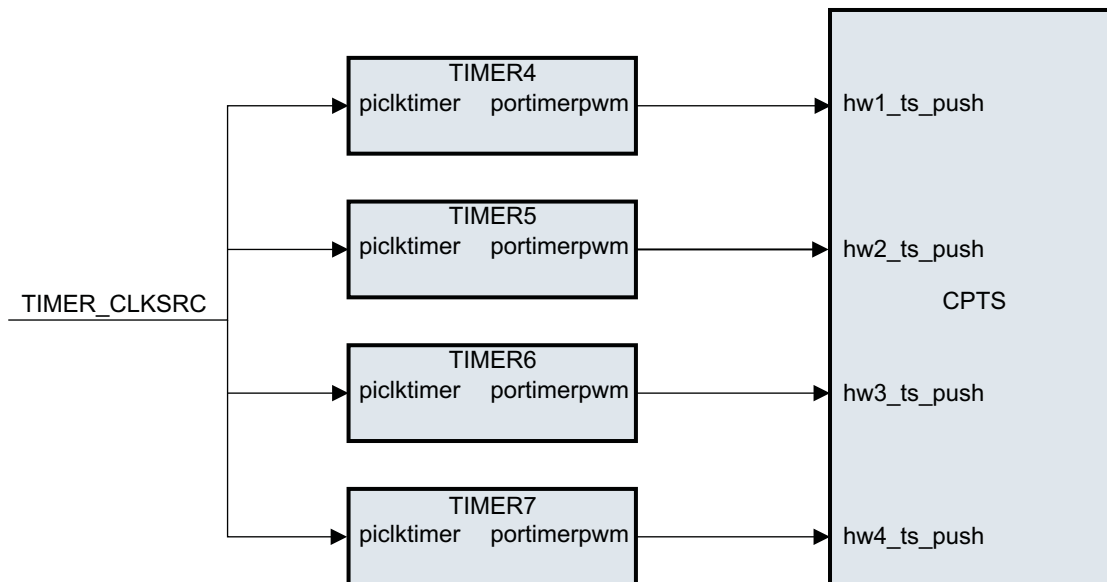 TIMER4
piclktimer portimerpwm
hw1_ts_push
TIMER5
piclktimer portimerpwm
hw2_ts_push
TIMER_CLKSRC
CPTS
TIMER6
piclktimer portimerpwm
hw3_ts_push
TIMER7
piclktimer portimerpwm
hw4_ts_push